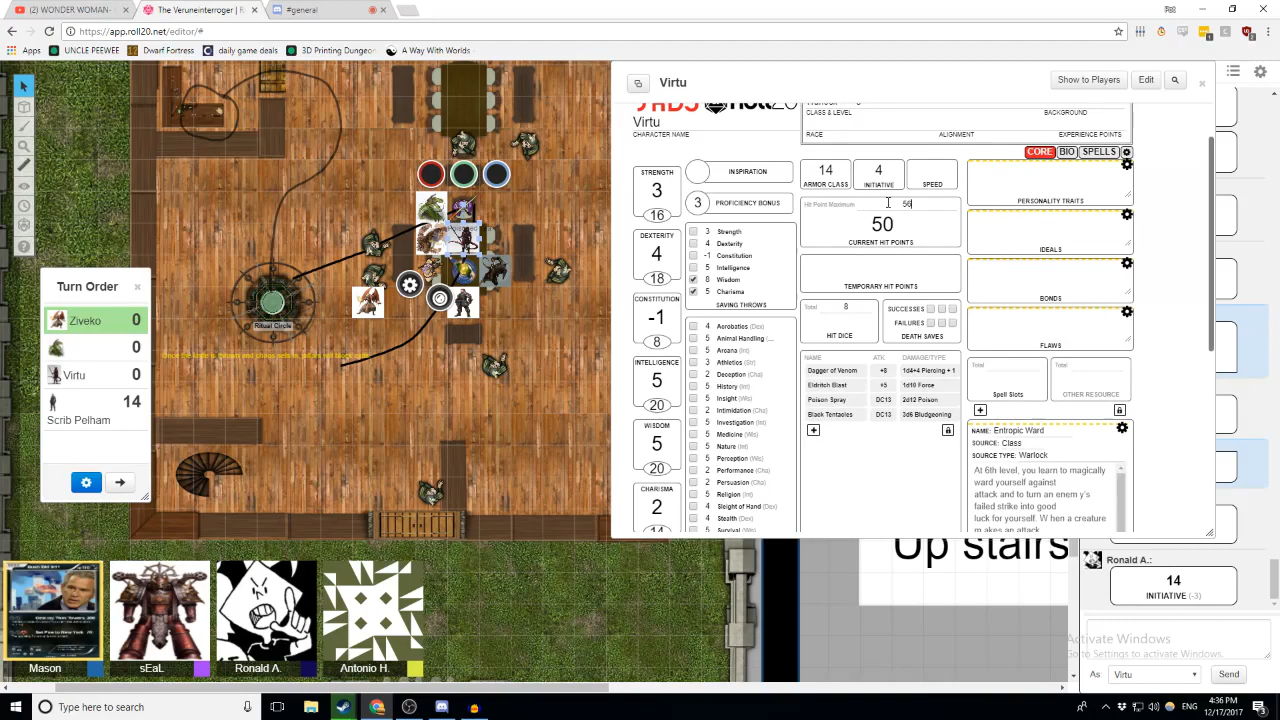 (2) WONDER WOMAN-
The Veruneinterroger | R
#general
https://app.roll20.net/editor/#
Apps
UNCLE PEEWEE
Dwarf Fortress
daily game deals
3D Printing Dungeon
A Way With Words
Virtu
Show to Players
Edit
Virtu
CHARACTER NAME
CLASS & LEVEL
BACKGROUND
RACE
ALIGNMENT
EXPERIENCE POINTS
CORE
BIO
SPELLS
STRENGTH
3
16
DEXTERITY
4
18
CONSTITUTION
-1
8
INTELLIGENCE
5
20
WISDOM
5
20
CHARISMA
2
14
INSPIRATION
3
PROFICIENCY BONUS
3 Strength
4 Dexterity
-1 Constitution
5 Intelligence
8 Wisdom
5 Charisma
SAVING THROWS
4 Acrobatics (Dex)
5 Animal Handling (...
5 Arcana (Int)
3 Athletics (Str)
2 Deception (Cha)
5 History (Int)
5 Insight (Wis)
2 Intimidation (Cha)
5 Investigation (Int)
5 Medicine (Wis)
5 Nature (Int)
5 Perception (Wis)
2 Performance (Cha)
2 Persuasion (Cha)
5 Religion (Int)
4 Sleight of Hand (Dex)
4 Stealth (Dex)
5 Survival (Wis)
14
ARMOR CLASS
4
INITIATIVE
SPEED
Hit Point Maximum
56
50
CURRENT HIT POINTS
TEMPORARY HIT POINTS
Total
8
HIT DICE
SUCCESSES
FAILURES
DEATH SAVES
NAME ATK DAMAGE/TYPE
Dagger of Venom +8 1d4+4 Piercing + 1
Eldritch Blast +5 1d10 Force
Poison Spray DC13 2d12 Poison
Black Tentacles DC13 3d6 Bludgeoning
PERSONALITY TRAITS
IDEALS
BONDS
FLAWS
Total
Spell Slots
Total
OTHER RESOURCE
NAME: Entropic Ward
SOURCE: Class
SOURCE TYPE: Warlock
At 6th level, you learn to magically
ward yourself against
attack and to turn an enem y's
failed strike into good
luck for yourself. W hen a creature
m akes an attack
Turn Order
Ziveko 0
0
Virtu 0
14
Scrib Pelham
Ritual Circle
Up stairs
Ronald A.:
14
INITIATIVE (-3)
Activate Windows
Go to Settings to activate Windows.
As
Virtu
Send
Mason
sEaL
Ronald A.
Antonio H.
Type here to search
4:36 PM
12/17/2017